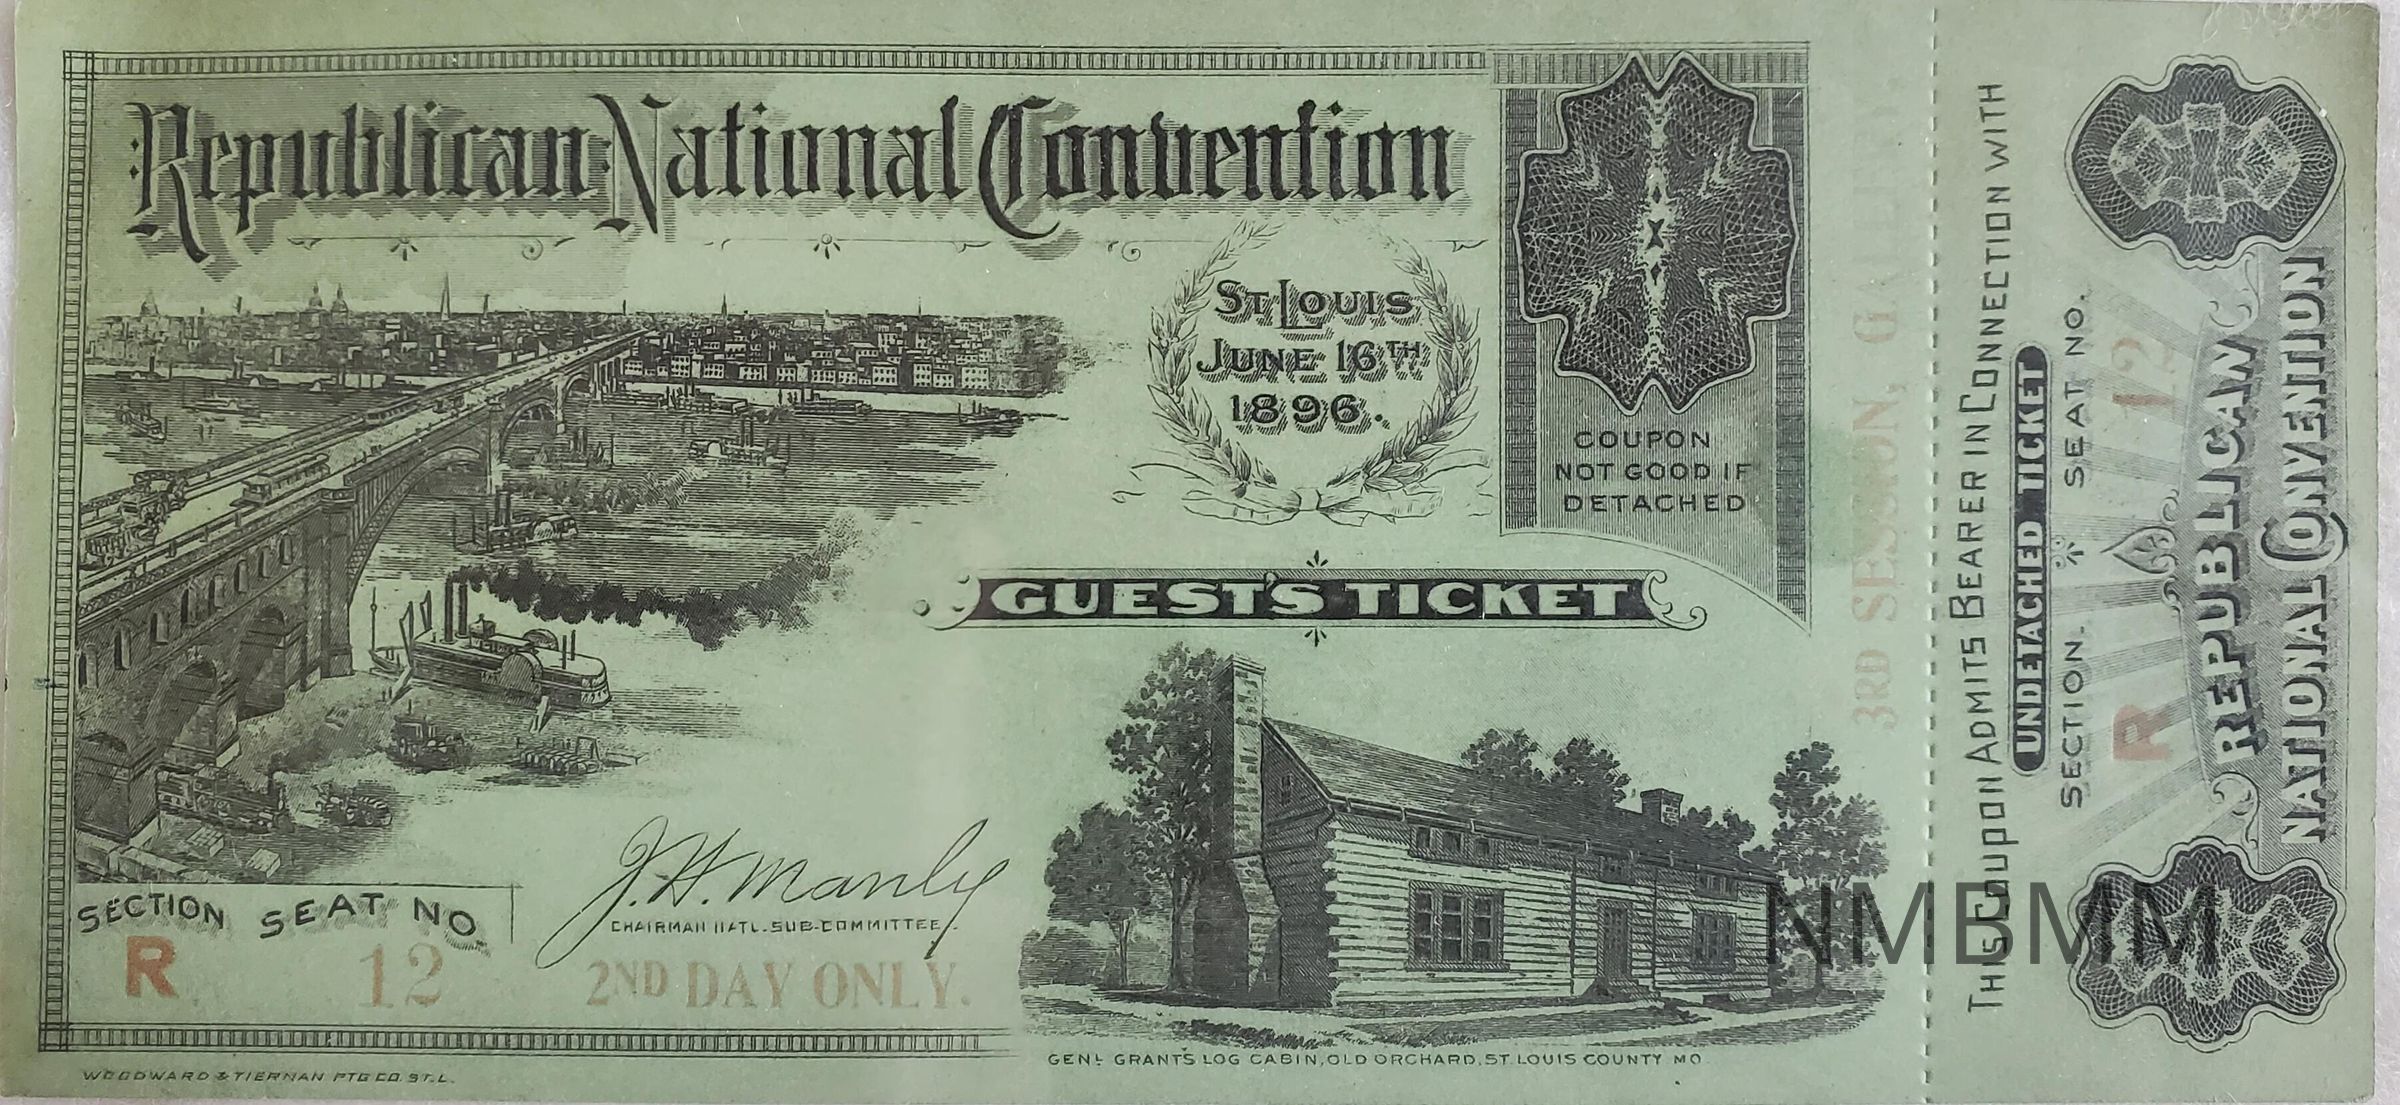 Republican National Convention
St. Louis
June 16TH
1896.
COUPON
NOT GOOD IF
DETACHED
GUEST'S TICKET
J. H. Manly
CHAIRMAN NATL. SUB-COMMITTEE.
SECTION SEAT NO.
R 12
2ND DAY ONLY.
GENL GRANT'S LOG CABIN, OLD ORCHARD, ST. LOUIS COUNTY MO.
WOODWARD & TIERNAN PTG CO. ST. L.
3RD SESSION, GALLERY.
THIS COUPON ADMITS BEARER IN CONNECTION WITH
UNDETACHED TICKET
SECTION. SEAT NO.
R 12
REPUBLICAN
NATIONAL CONVENTION
NMBMM